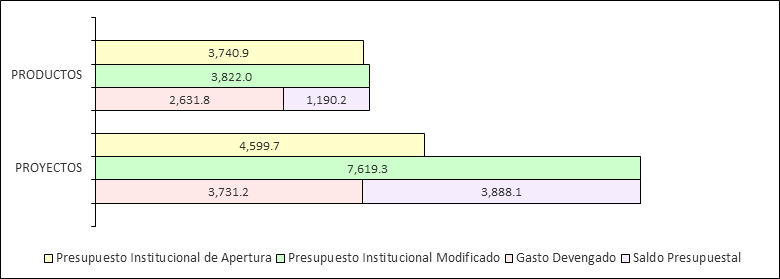 3,740.9
PRODUCTOS 3,822.0
2,631.8 1,190.2
4,599.7
PROYECTOS 7,619.3
3,731.2 3,888.1
Presupuesto Institucional de Apertura Presupuesto Institucional Modificado Gasto Devengado Saldo Presupuestal